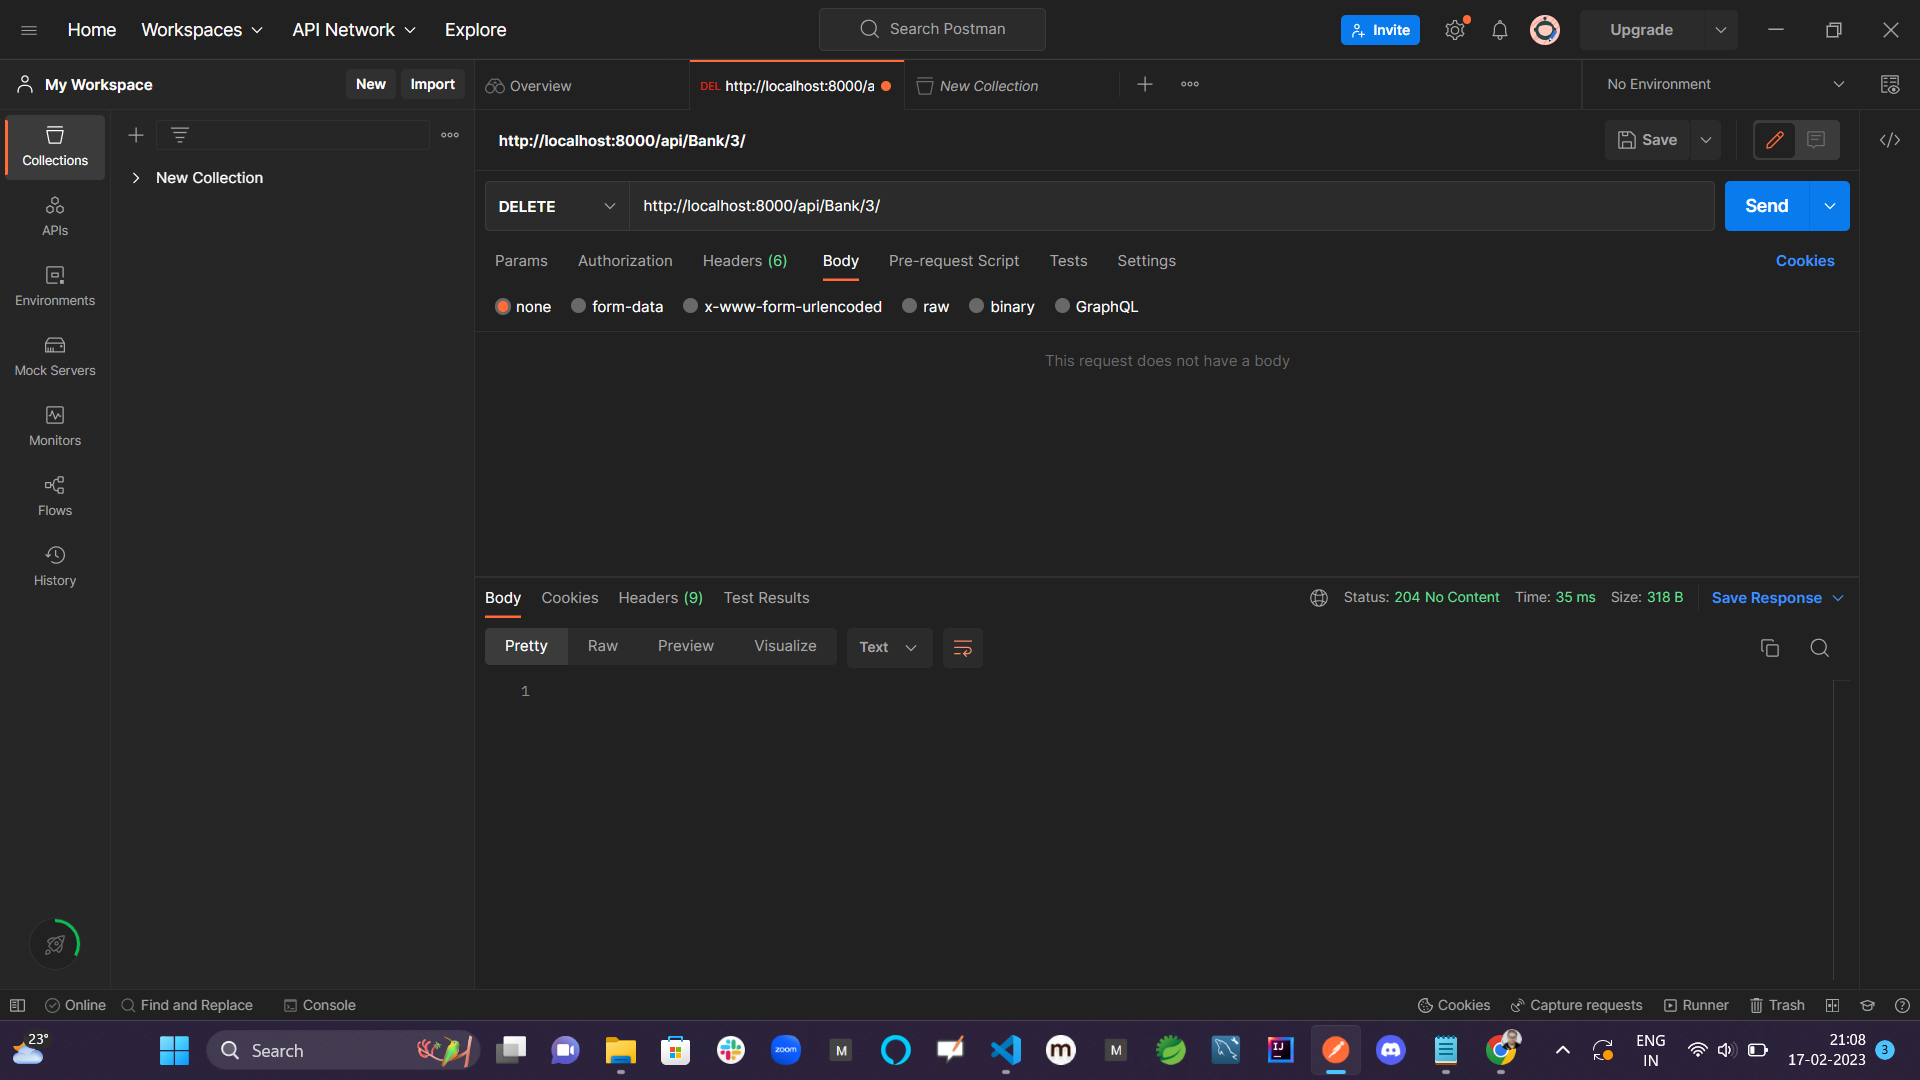 Home Workspaces API Network Explore Search Postman Invite Upgrade
My Workspace New Import Overview DEL http://localhost:8000/a New Collection No Environment
Collections
New Collection
APIs
Environments
Mock Servers
Monitors
Flows
History
http://localhost:8000/api/Bank/3/ Save
DELETE http://localhost:8000/api/Bank/3/ Send
Params Authorization Headers (6) Body Pre-request Script Tests Settings Cookies
none form-data x-www-form-urlencoded raw binary GraphQL
This request does not have a body
Body Cookies Headers (9) Test Results Status: 204 No Content Time: 35 ms Size: 318 B Save Response
Pretty Raw Preview Visualize Text
1
Online Find and Replace Console Cookies Capture requests Runner Trash
23° Search zoom M m M IJ ENG 21:08
IN 17-02-2023 3